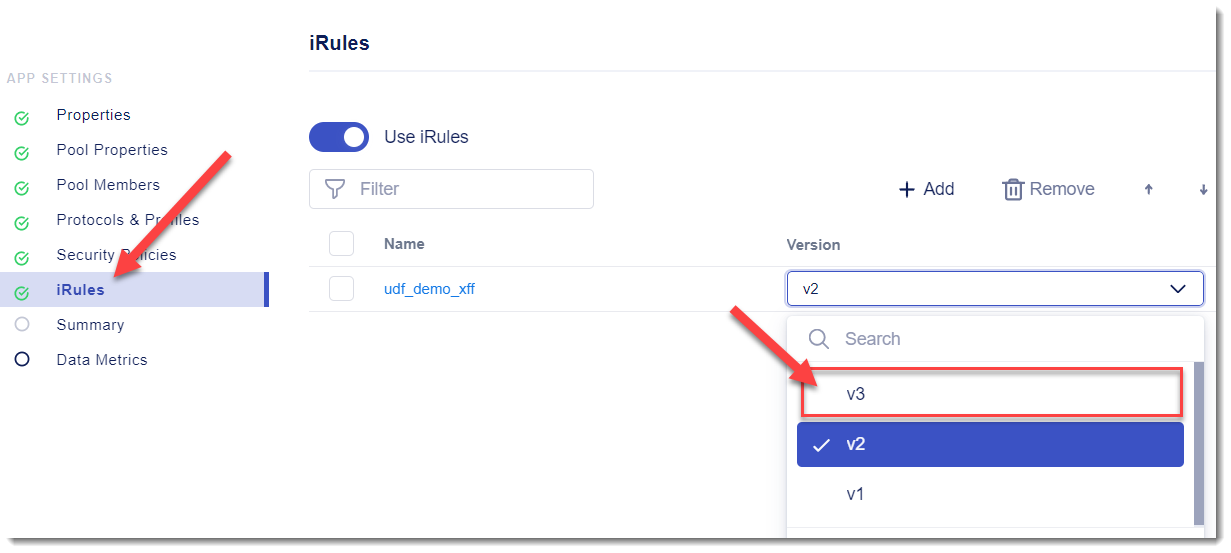 iRules
APP SETTINGS
Properties
Pool Properties
Pool Members
Protocols & Profiles
Security Policies
iRules
Summary
Data Metrics
Use iRules
Filter
Add
Remove
Name
Version
udf_demo_xff
v2
Search
v3
v2
v1